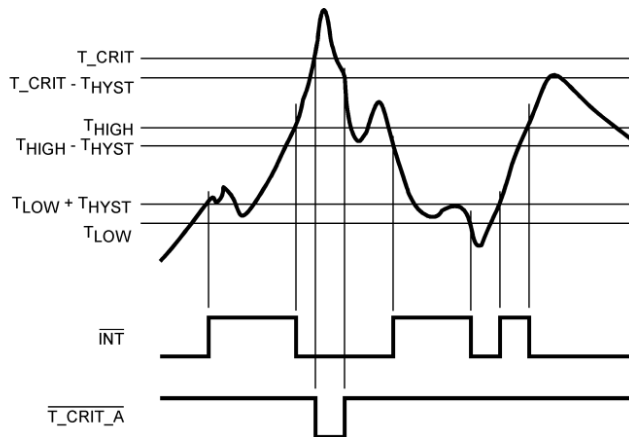 T_CRIT
T_CRIT - THYST
THIGH
THIGH - THYST
TLOW + THYST
TLOW
INT
T_CRIT_A